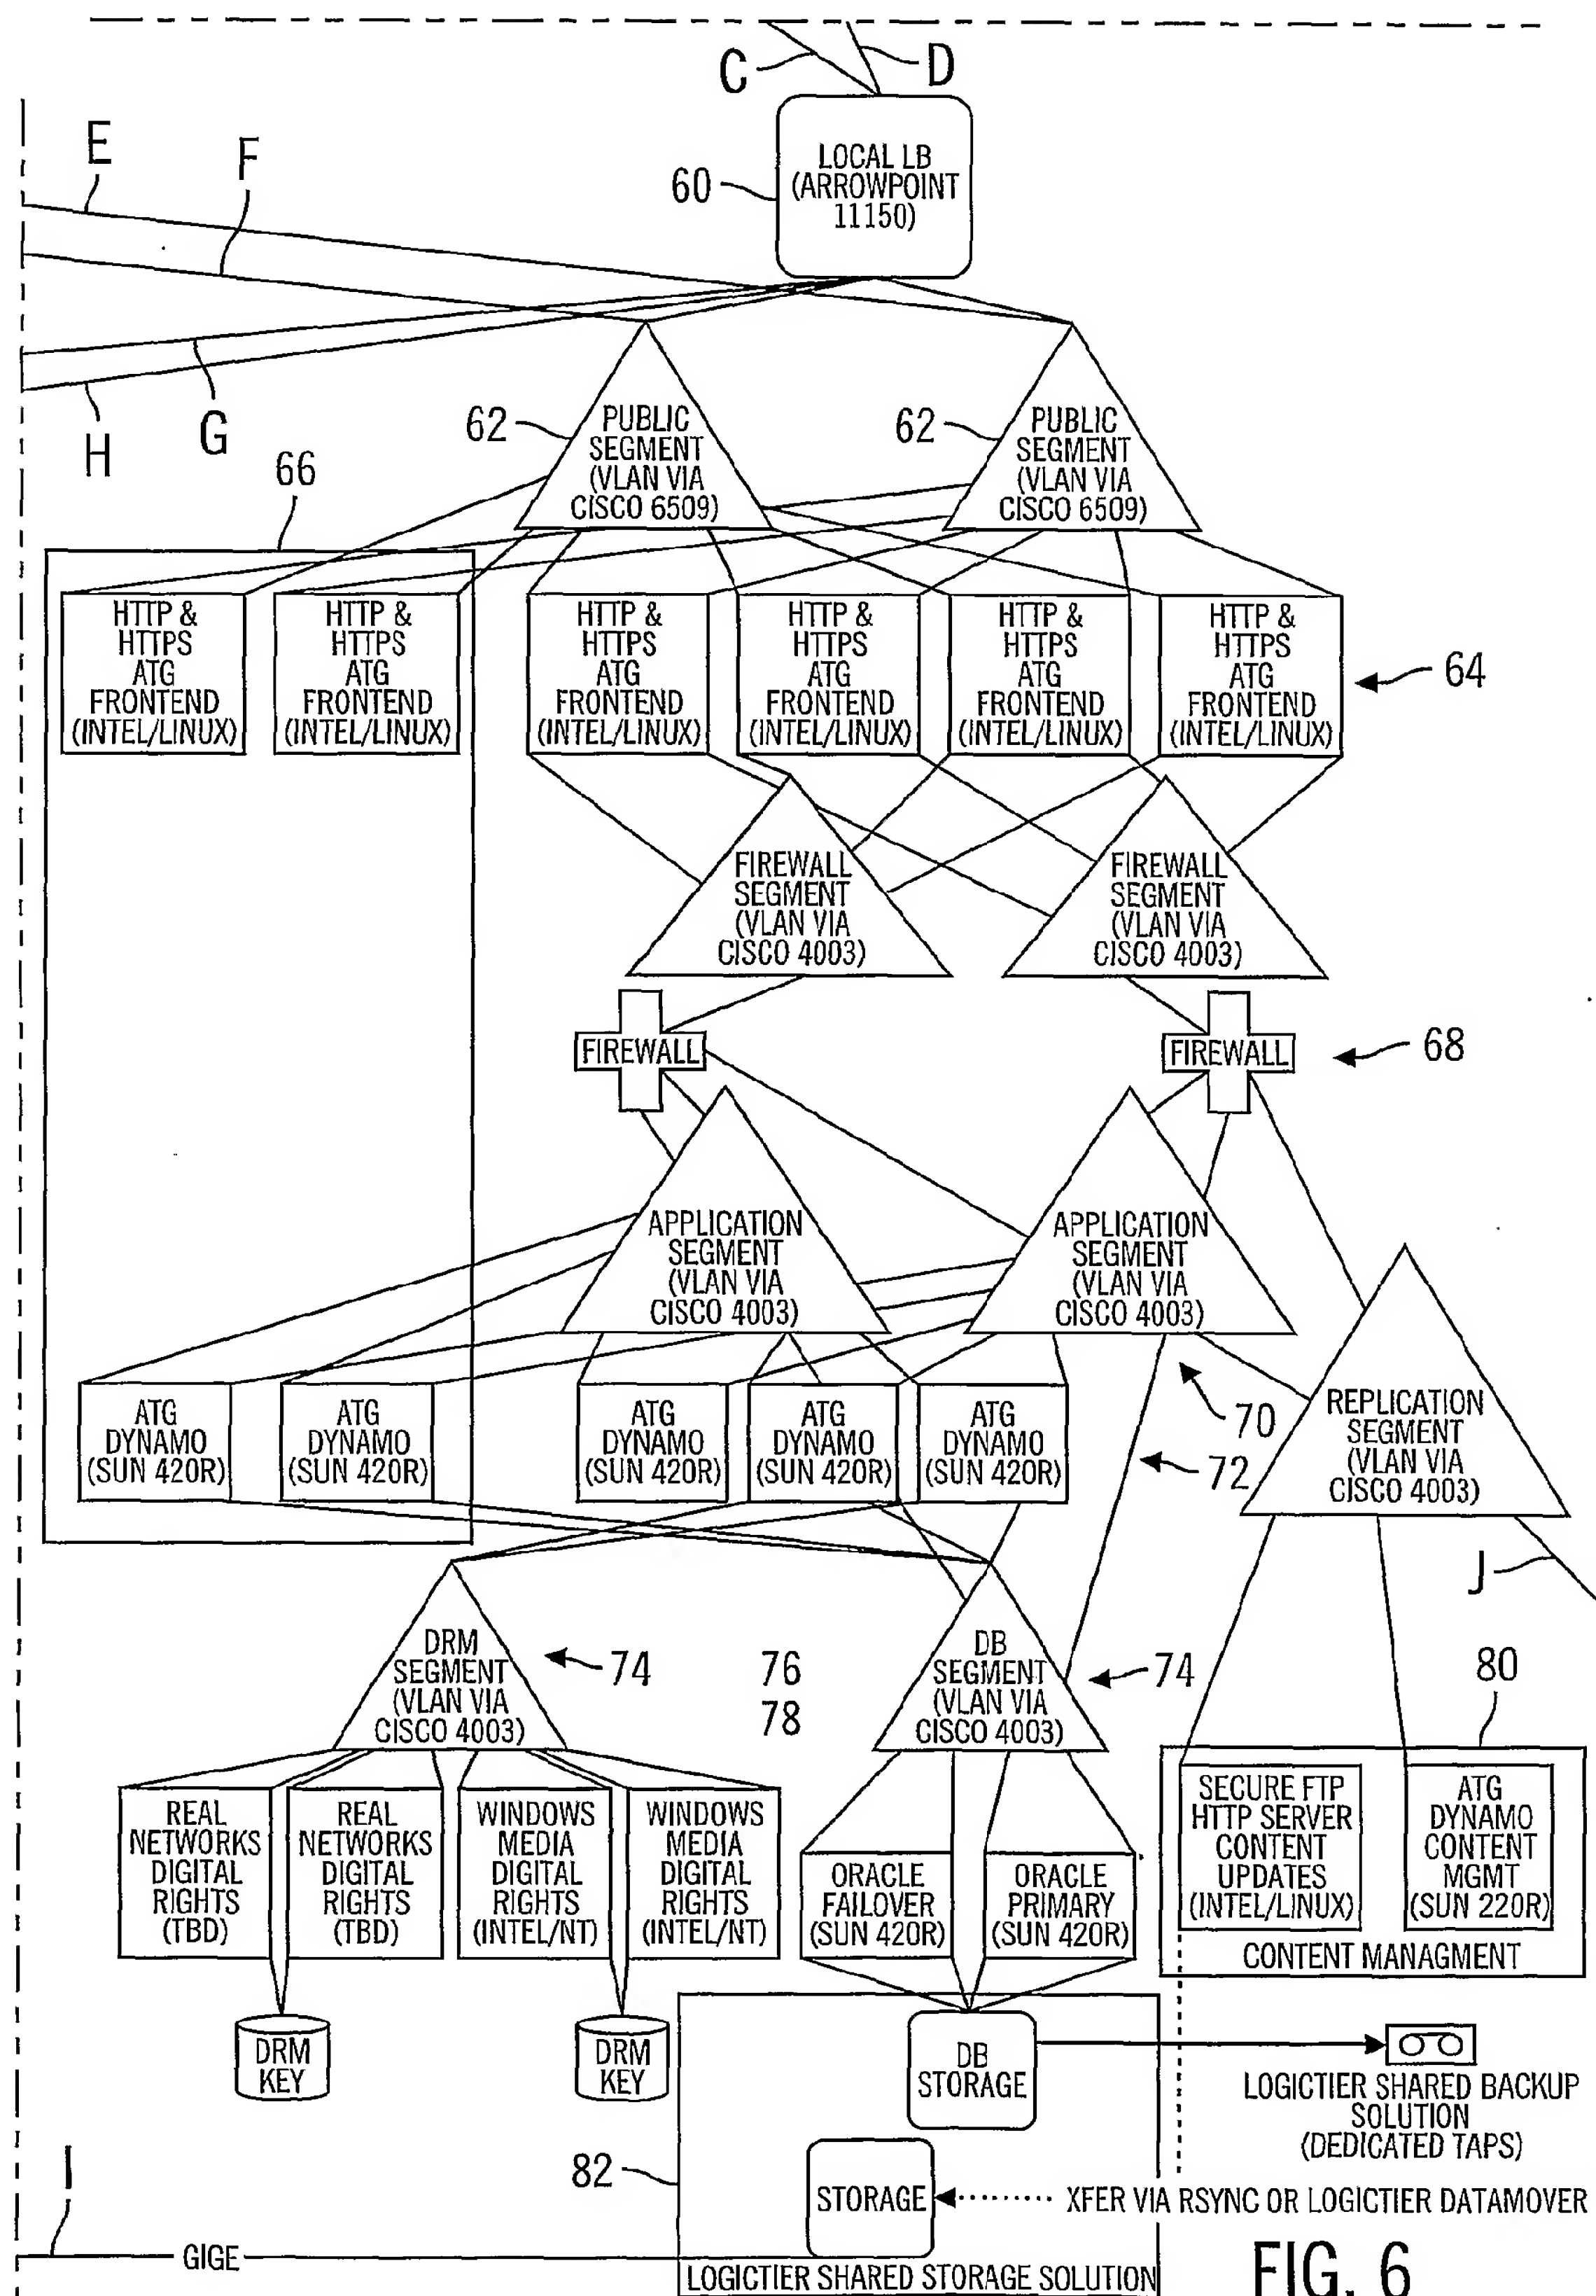 C
D
E
F
LOCAL LB
(ARROWPOINT
11150)
60
G
H
62
PUBLIC
SEGMENT
(VLAN VIA
CISCO 6509)
62
PUBLIC
SEGMENT
(VLAN VIA
CISCO 6509)
66
HTTP &
HTTPS
ATG
FRONTEND
(INTEL/LINUX)
HTTP &
HTTPS
ATG
FRONTEND
(INTEL/LINUX)
HTTP &
HTTPS
ATG
FRONTEND
(INTEL/LINUX)
HTTP &
HTTPS
ATG
FRONTEND
(INTEL/LINUX)
HTTP &
HTTPS
ATG
FRONTEND
(INTEL/LINUX)
HTTP &
HTTPS
ATG
FRONTEND
(INTEL/LINUX)
64
FIREWALL
SEGMENT
(VLAN VIA
CISCO 4003)
FIREWALL
SEGMENT
(VLAN VIA
CISCO 4003)
FIREWALL
FIREWALL
68
APPLICATION
SEGMENT
(VLAN VIA
CISCO 4003)
APPLICATION
SEGMENT
(VLAN VIA
CISCO 4003)
70
72
REPLICATION
SEGMENT
(VLAN VIA
CISCO 4003)
ATG
DYNAMO
(SUN 420R)
ATG
DYNAMO
(SUN 420R)
ATG
DYNAMO
(SUN 420R)
ATG
DYNAMO
(SUN 420R)
ATG
DYNAMO
(SUN 420R)
J
DRM
SEGMENT
(VLAN VIA
CISCO 4003)
74
76
78
DB
SEGMENT
(VLAN VIA
CISCO 4003)
74
80
REAL
NETWORKS
DIGITAL
RIGHTS
(TBD)
REAL
NETWORKS
DIGITAL
RIGHTS
(TBD)
WINDOWS
MEDIA
DIGITAL
RIGHTS
(INTEL/NT)
WINDOWS
MEDIA
DIGITAL
RIGHTS
(INTEL/NT)
ORACLE
FAILOVER
(SUN 420R)
ORACLE
PRIMARY
(SUN 420R)
SECURE FTP
HTTP SERVER
CONTENT
UPDATES
(INTEL/LINUX)
ATG
DYNAMO
CONTENT
MGMT
(SUN 220R)
CONTENT MANAGMENT
DRM
KEY
DRM
KEY
DB
STORAGE
LOGICTIER SHARED BACKUP
SOLUTION
(DEDICATED TAPS)
82
STORAGE
XFER VIA RSYNC OR LOGICTIER DATAMOVER
I
GIGE
LOGICTIER SHARED STORAGE SOLUTION
FIG. 6